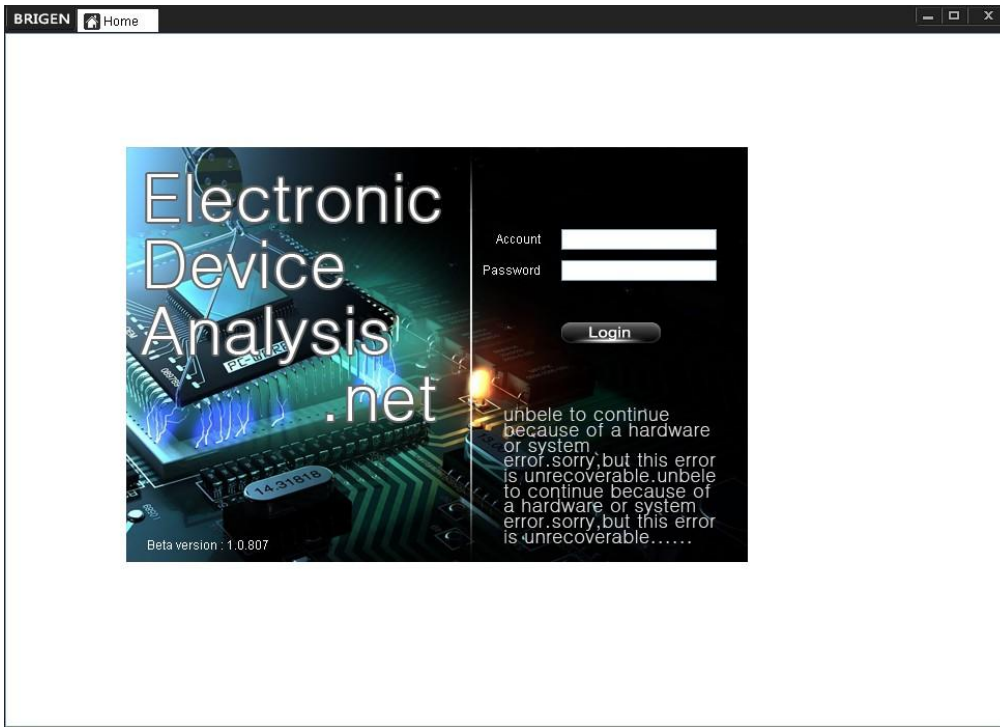 BRIGEN Home
Electronic
Device
Analysis
.net
PC-WARE
14.31818
Beta version : 1.0.807
Account
Password
Login
unbele to continue
because of a hardware
or system
error.sorry,but this error
is unrecoverable.unbele
to continue because of
a hardware or system
error.sorry,but this error
is unrecoverable......